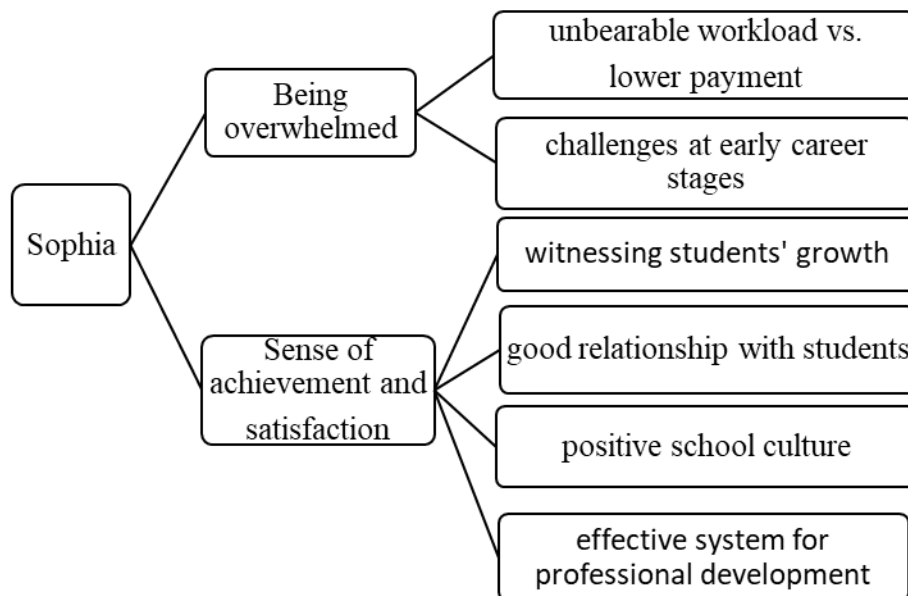 Sophia
Being
overwhelmed
unbearable workload vs.
lower payment
challenges at early career
stages
Sense of
achievement and
satisfaction
witnessing students' growth
good relationship with students
positive school culture
effective system for
professional development